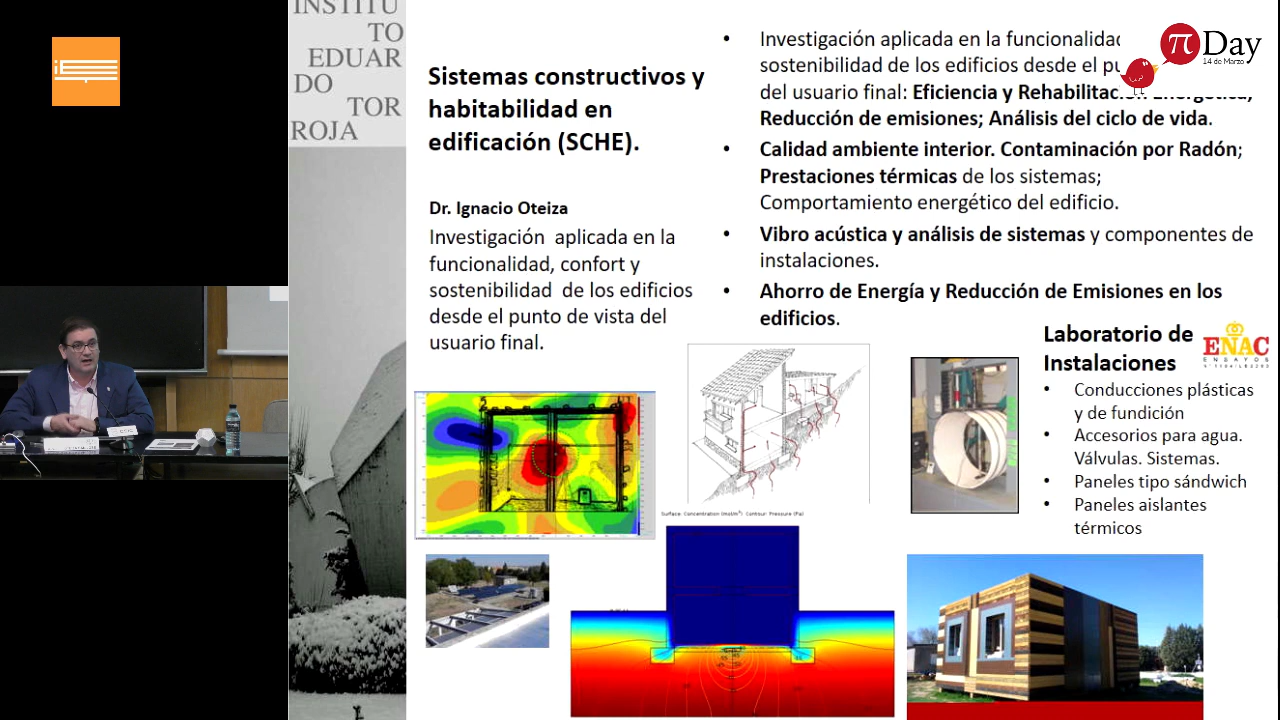 INSTITU
TO
EDUAR
DO
TOR
ROJA
Sistemas constructivos y
habitabilidad en
edificación (SCHE).
Dr. Ignacio Oteiza
Investigación aplicada en la
funcionalidad, confort y
sostenibilidad de los edificios
desde el punto de vista del
usuario final.
• Investigación aplicada en la funcionalidad
sostenibilidad de los edificios desde el
del usuario final: Eficiencia y Rehabilitación Energética;
Reducción de emisiones; Análisis del ciclo de vida.
• Calidad ambiente interior. Contaminación por Radón;
Prestaciones térmicas de los sistemas;
Comportamiento energético del edificio.
• Vibro acústica y análisis de sistemas y componentes de
instalaciones.
• Ahorro de Energía y Reducción de Emisiones en los
edificios.
π Day
14 de Marzo
Laboratorio de
Instalaciones
ENAC
ENSAYOS
• Conducciones plásticas
y de fundición
• Accesorios para agua.
Válvulas. Sistemas.
• Paneles tipo sándwich
• Paneles aislantes
térmicos
Surface: Concentration (mol/m³) Contour: Pressure (Pa)